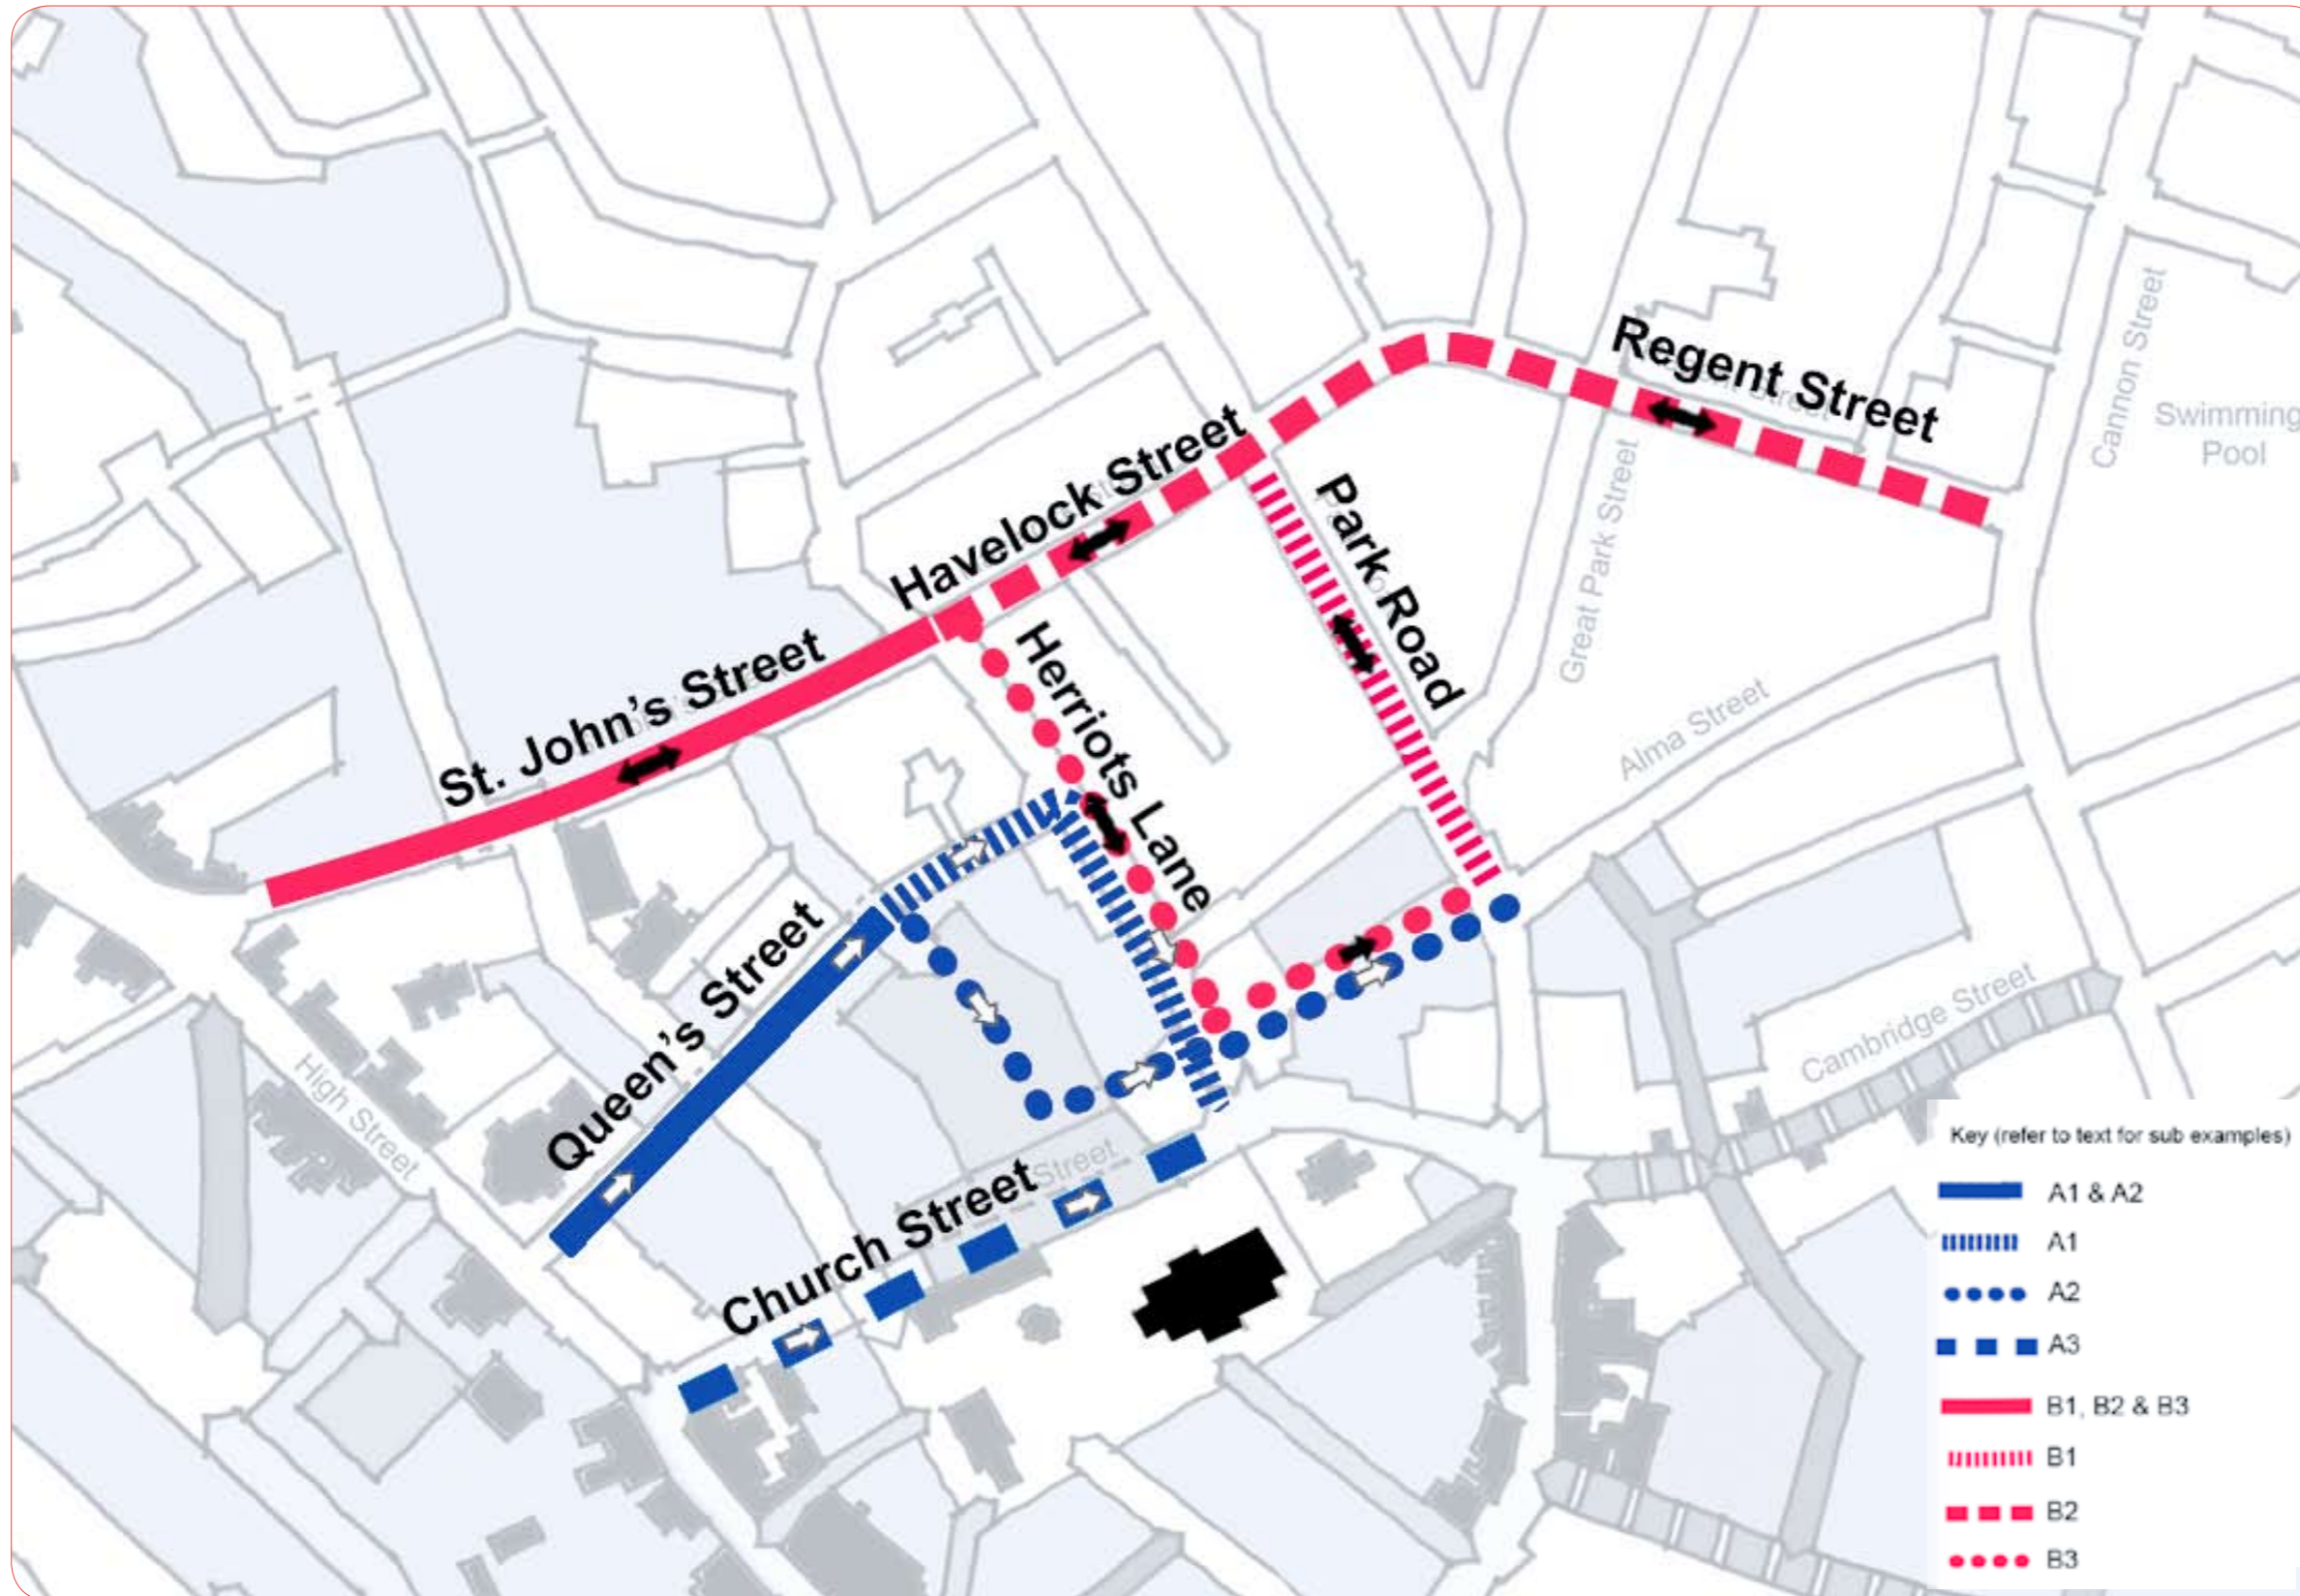 Regent Street
Cannon Street
Swimming
Pool
Havelock Street
Park Road
Great Park Street
St. John's Street
Herriots Lane
Alma Street
Queen's Street
High Street
Cambridge Street
Church Street
Street
Key (refer to text for sub examples)
A1 & A2
A1
A2
A3
B1, B2 & B3
B1
B2
B3